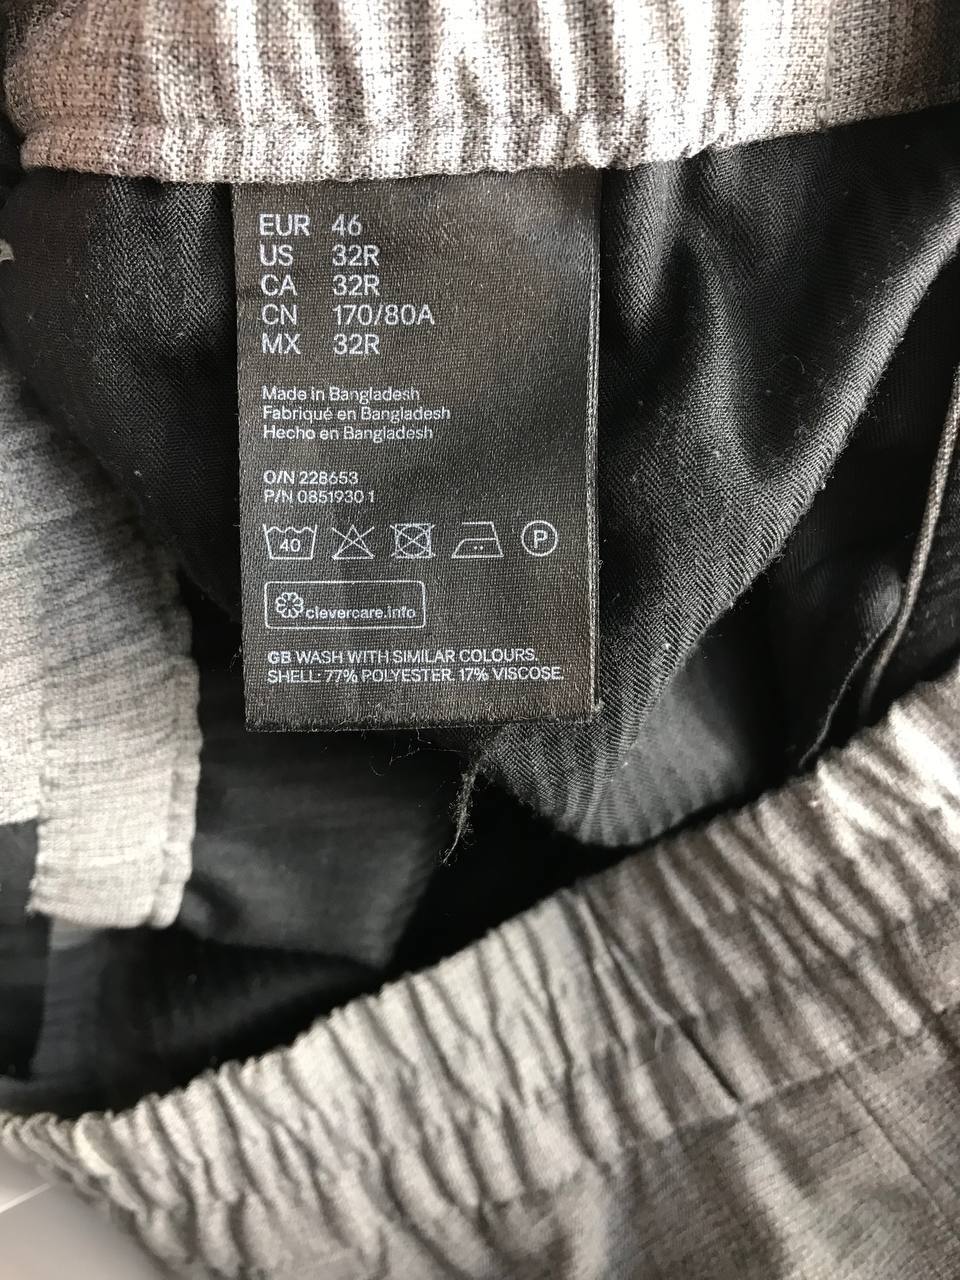 EUR 46
US 32R
CA 32R
CN 170/80A
MX 32R
Made in Bangladesh
Fabriqué en Bangladesh
Hecho en Bangladesh
O/N 228653
P/N 0851930 1
40 P
clevercare.info
GB WASH WITH SIMILAR COLOURS.
SHELL: 77% POLYESTER, 17% VISCOSE,